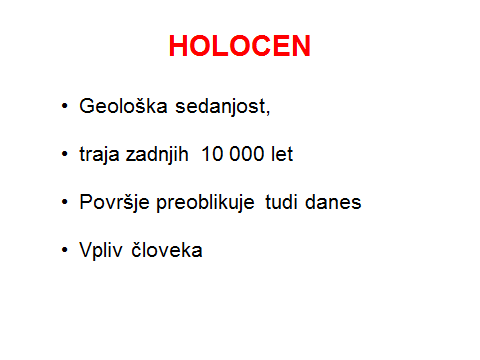 HOLOCEN
• Geološka sedanjost,
• traja zadnjih 10 000 let
• Površje preoblikuje tudi danes
• Vpliv človeka